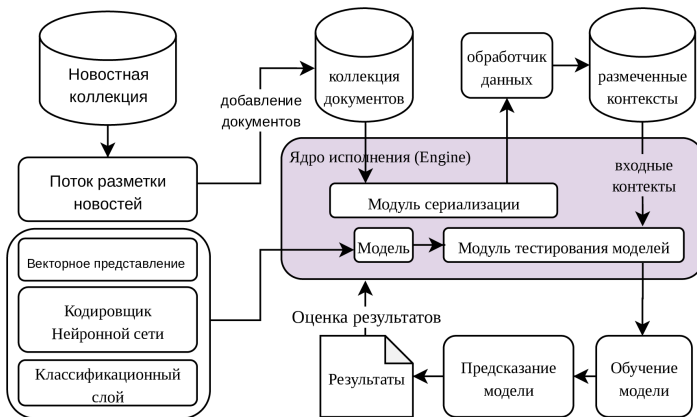 Новостная
коллекция
коллекция
документов
обработчик
данных
размеченные
контексты
добавление
документов
Поток разметки
новостей
Ядро исполнения (Engine)
входные
контекты
Модуль сериализации
Векторное представление
Модель
Модуль тестирования моделей
Кодировщик
Нейронной сети
Оценка результатов
Классификационный
слой
Результаты
Предсказание
модели
Обучение
модели